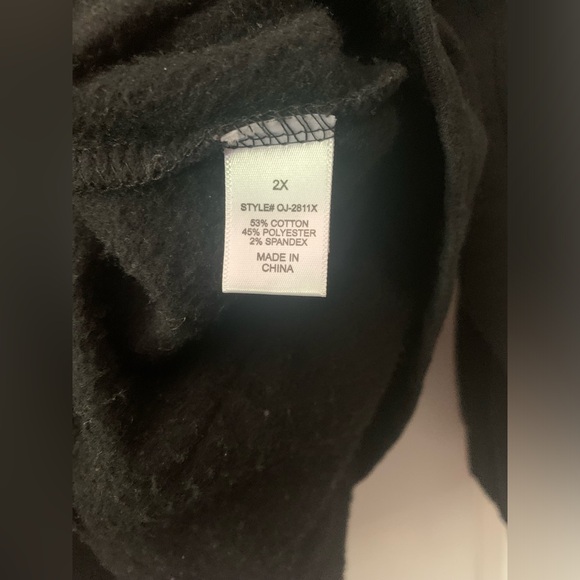 2X
STYLE# OJ-2811X
53% COTTON
45% POLYESTER
2% SPANDEX
MADE IN
CHINA